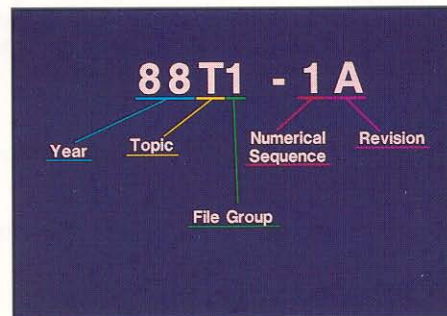 88T1 - 1A
Year
Topic
File Group
Numerical
Sequence
Revision